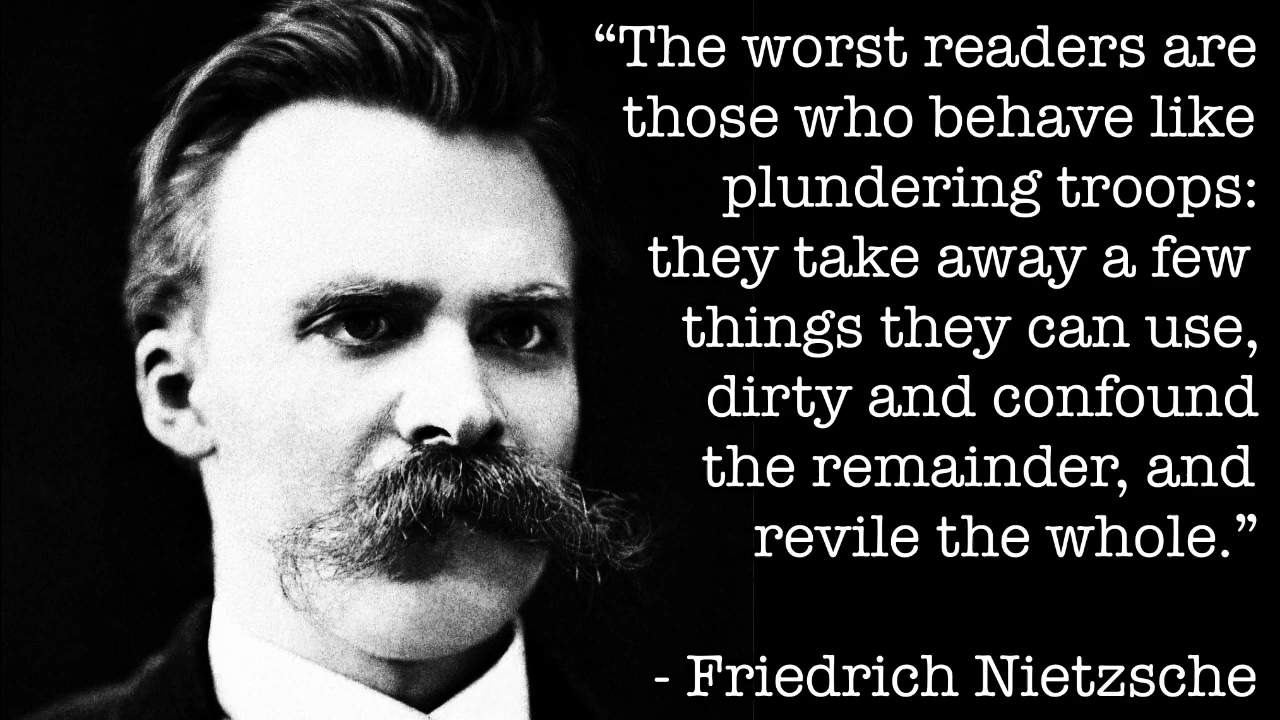 “The worst readers are
those who behave like
plundering troops:
they take away a few
things they can use,
dirty and confound
the remainder, and
revile the whole.”
- Friedrich Nietzsche